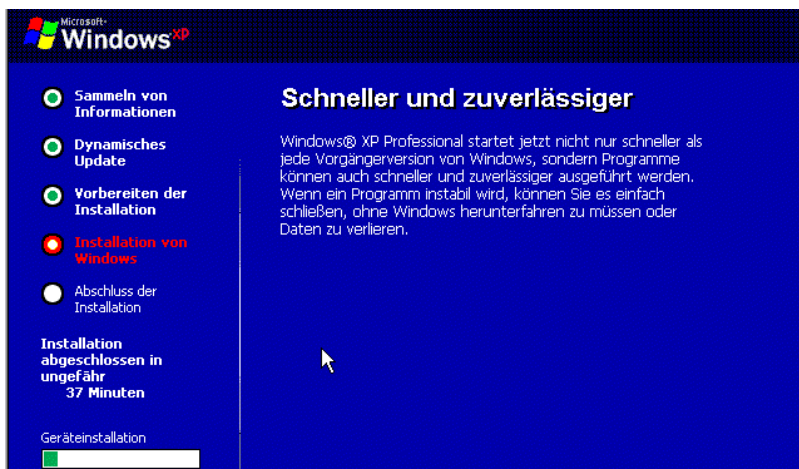 Microsoft®
Windows XP
Sammeln von
Informationen
Dynamisches
Update
Vorbereiten der
Installation
Installation von
Windows
Abschluss der
Installation
Installation
abgeschlossen in
ungefähr
37 Minuten
Geräteinstallation
Schneller und zuverlässiger
Windows® XP Professional startet jetzt nicht nur schneller als
jede Vorgängerversion von Windows, sondern Programme
können auch schneller und zuverlässiger ausgeführt werden.
Wenn ein Programm instabil wird, können Sie es einfach
schließen, ohne Windows herunterfahren zu müssen oder
Daten zu verlieren.